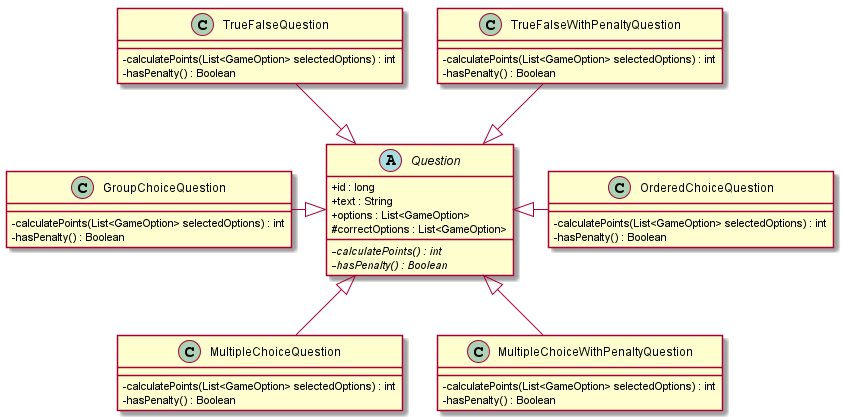 C TrueFalseQuestion
-calculatePoints(List<GameOption> selectedOptions) : int
-hasPenalty() : Boolean
C TrueFalseWithPenaltyQuestion
-calculatePoints(List<GameOption> selectedOptions) : int
-hasPenalty() : Boolean
C GroupChoiceQuestion
-calculatePoints(List<GameOption> selectedOptions) : int
-hasPenalty() : Boolean
A Question
+id : long
+text : String
+options : List<GameOption>
#correctOptions : List<GameOption>
-calculatePoints() : int
-hasPenalty() : Boolean
C OrderedChoiceQuestion
-calculatePoints(List<GameOption> selectedOptions) : int
-hasPenalty() : Boolean
C MultipleChoiceQuestion
-calculatePoints(List<GameOption> selectedOptions) : int
-hasPenalty() : Boolean
C MultipleChoiceWithPenaltyQuestion
-calculatePoints(List<GameOption> selectedOptions) : int
-hasPenalty() : Boolean